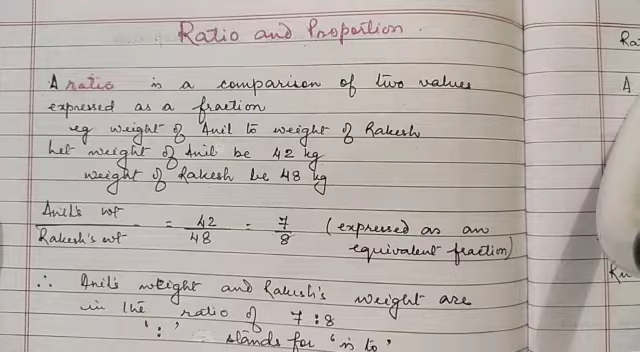 Ratio and Proportion.
A ratio is a comparison of two values
expressed as a fraction
eg weight of Anil to weight of Rakesh
Let weight of Anil be 42 kg
weight of Rakesh be 48 kg
Anil's wt / Rakesh's wt = 42/48 = 7/8 (expressed as an
equivalent fraction)
∴ Anil's weight and Rakesh's weight are
in the ratio of 7:8
':' stands for 'is to'
Ra
A